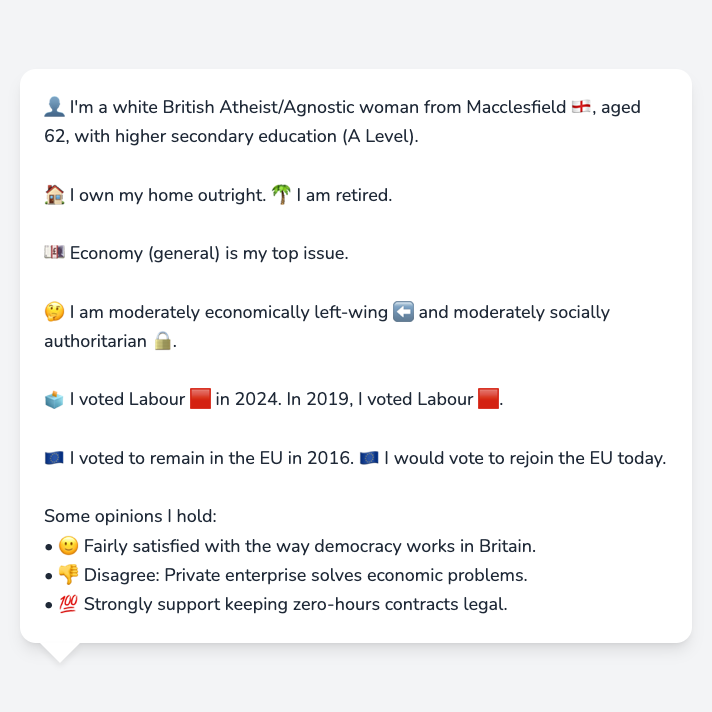 👤 I'm a white British Atheist/Agnostic woman from Macclesfield 🏴󠁧󠁢󠁥󠁮󠁧󠁿, aged
62, with higher secondary education (A Level).
🏠 I own my home outright. 🌴 I am retired.
💷 Economy (general) is my top issue.
🤔 I am moderately economically left-wing ⬅️ and moderately socially
authoritarian 🔒.
🗳️ I voted Labour 🟥 in 2024. In 2019, I voted Labour 🟥.
🇪🇺 I voted to remain in the EU in 2016. 🇪🇺 I would vote to rejoin the EU today.
Some opinions I hold:
• 🙂 Fairly satisfied with the way democracy works in Britain.
• 👎 Disagree: Private enterprise solves economic problems.
• 💯 Strongly support keeping zero-hours contracts legal.